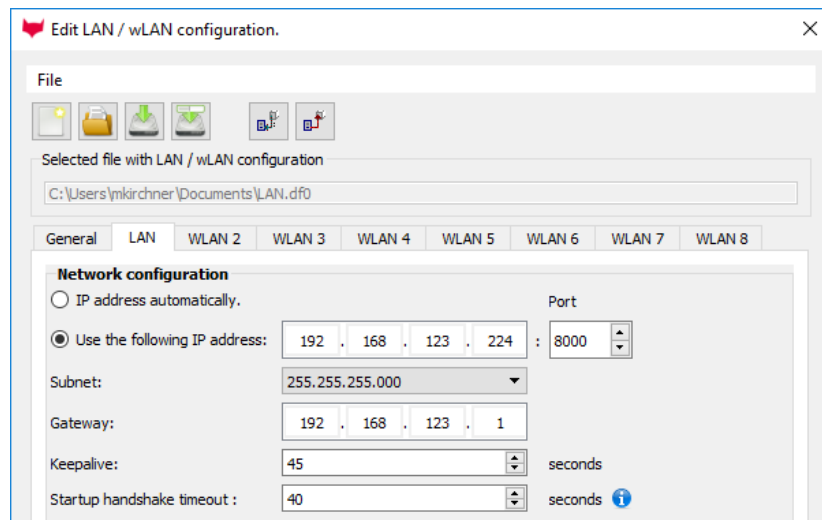 Edit LAN / wLAN configuration.
File
Selected file with LAN / wLAN configuration
C:\Users\mkirchner\Documents\LAN.df0
General LAN WLAN 2 WLAN 3 WLAN 4 WLAN 5 WLAN 6 WLAN 7 WLAN 8
Network configuration
IP address automatically. Port
Use the following IP address: 192 . 168 . 123 . 224 : 8000
Subnet: 255.255.255.000
Gateway: 192 . 168 . 123 . 1
Keepalive: 45 seconds
Startup handshake timeout : 40 seconds